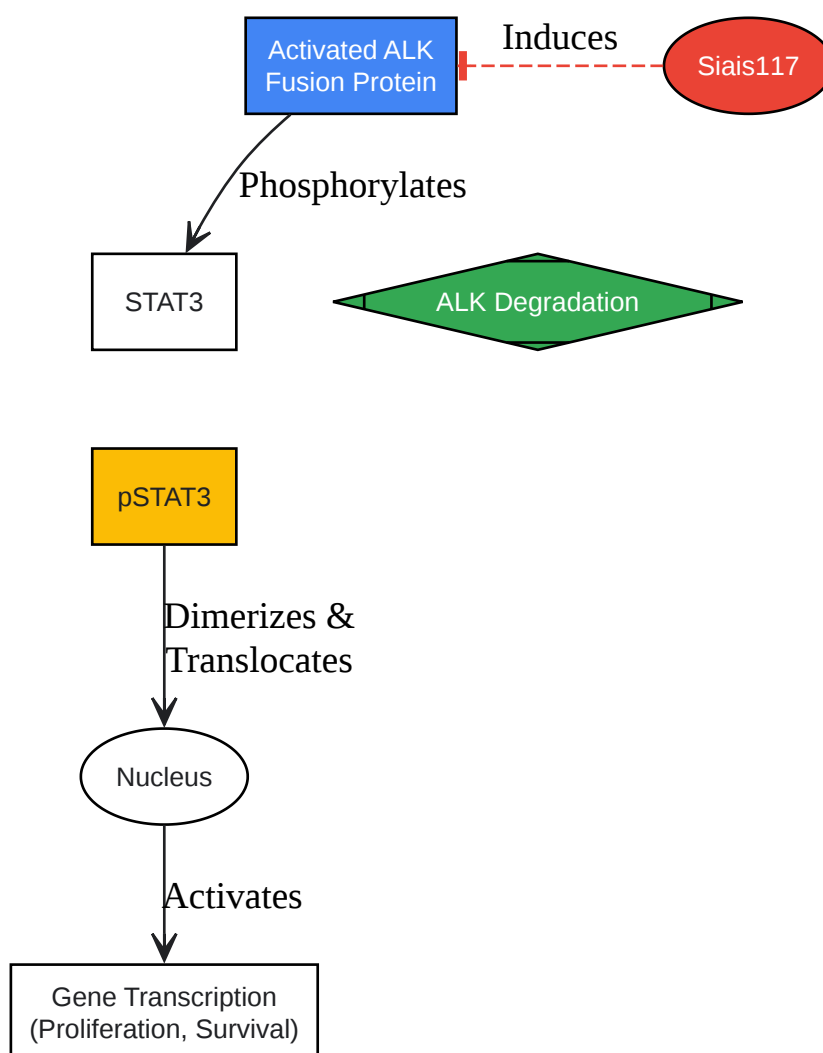 Activated ALK
Fusion Protein
Induces
Siais117
Phosphorylates
STAT3
ALK Degradation
pSTAT3
Dimerizes &
Translocates
Nucleus
Activates
Gene Transcription
(Proliferation, Survival)